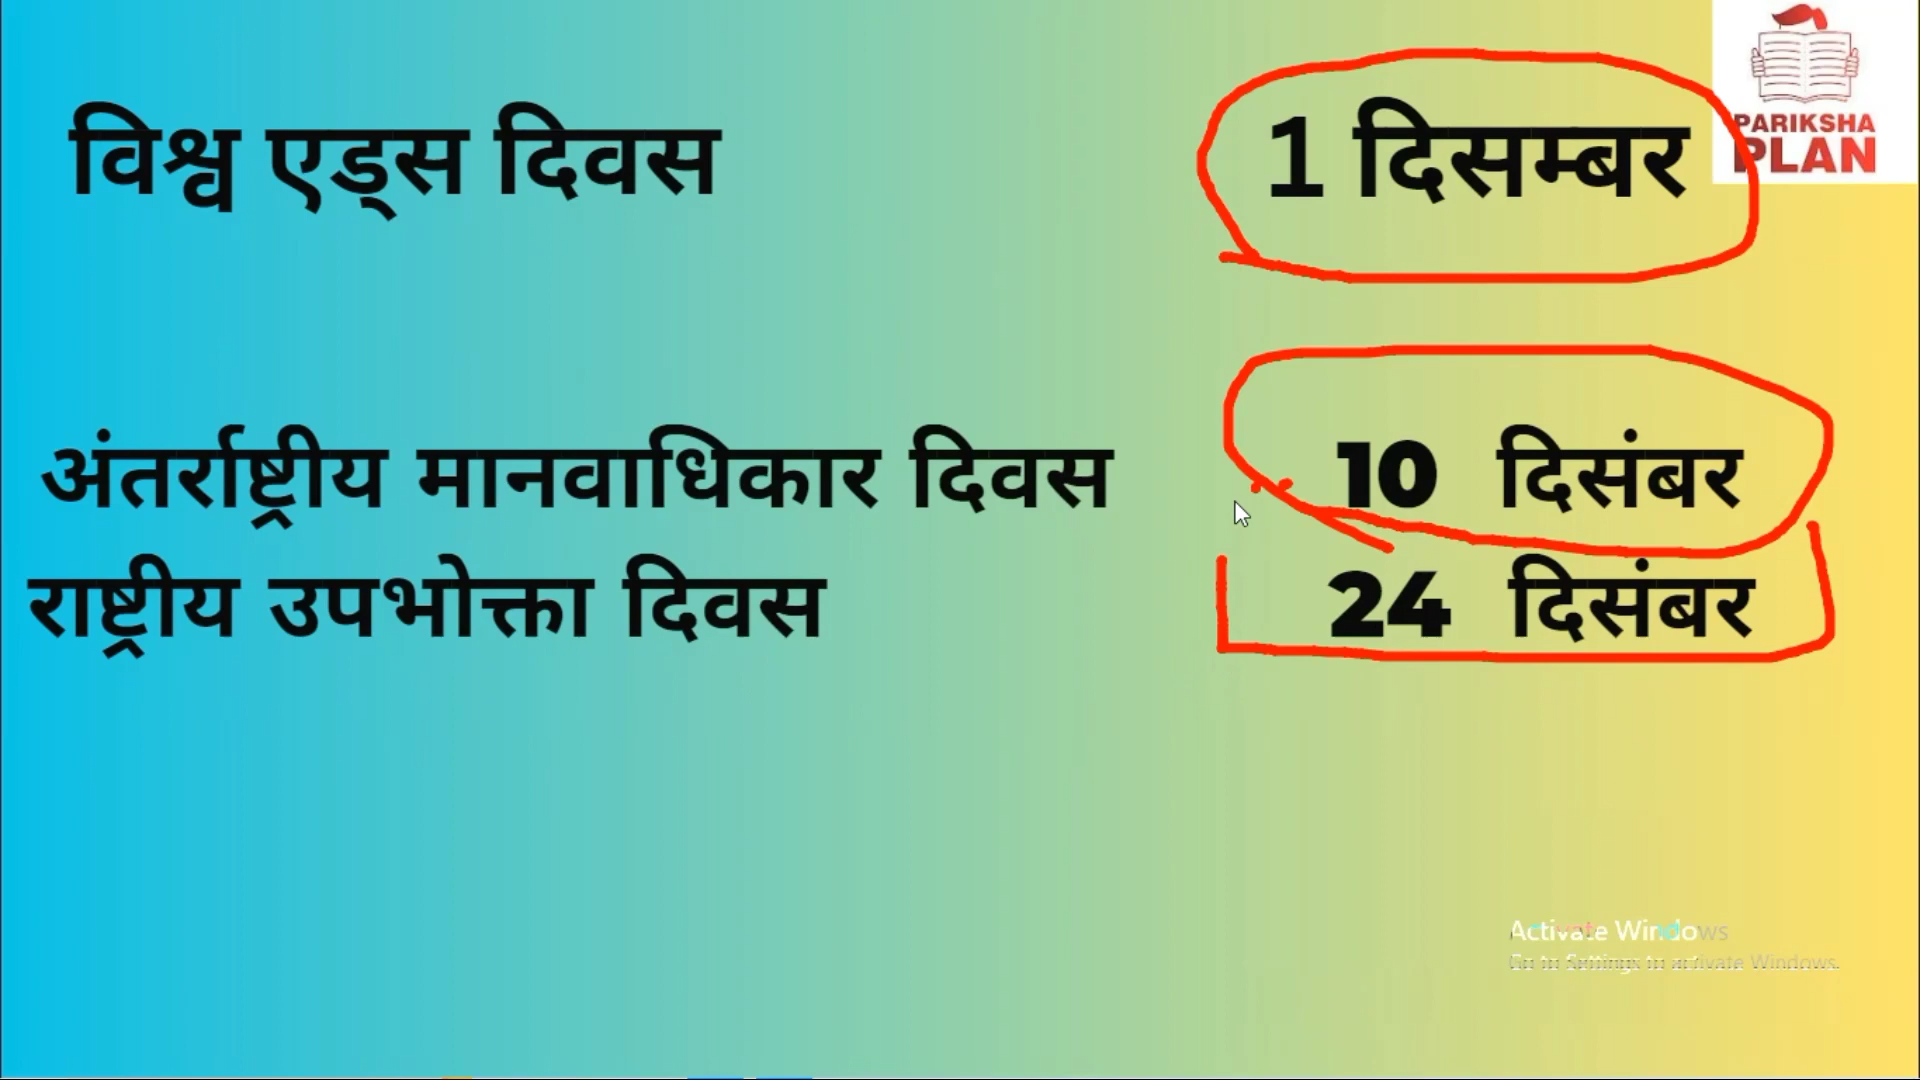 विश्व एड्स दिवस 1 दिसम्बर
PARIKSHA
PLAN
अंतर्राष्ट्रीय मानवाधिकार दिवस 10 दिसंबर
राष्ट्रीय उपभोक्ता दिवस 24 दिसंबर
Activate Windows
Go to Settings to activate Windows.